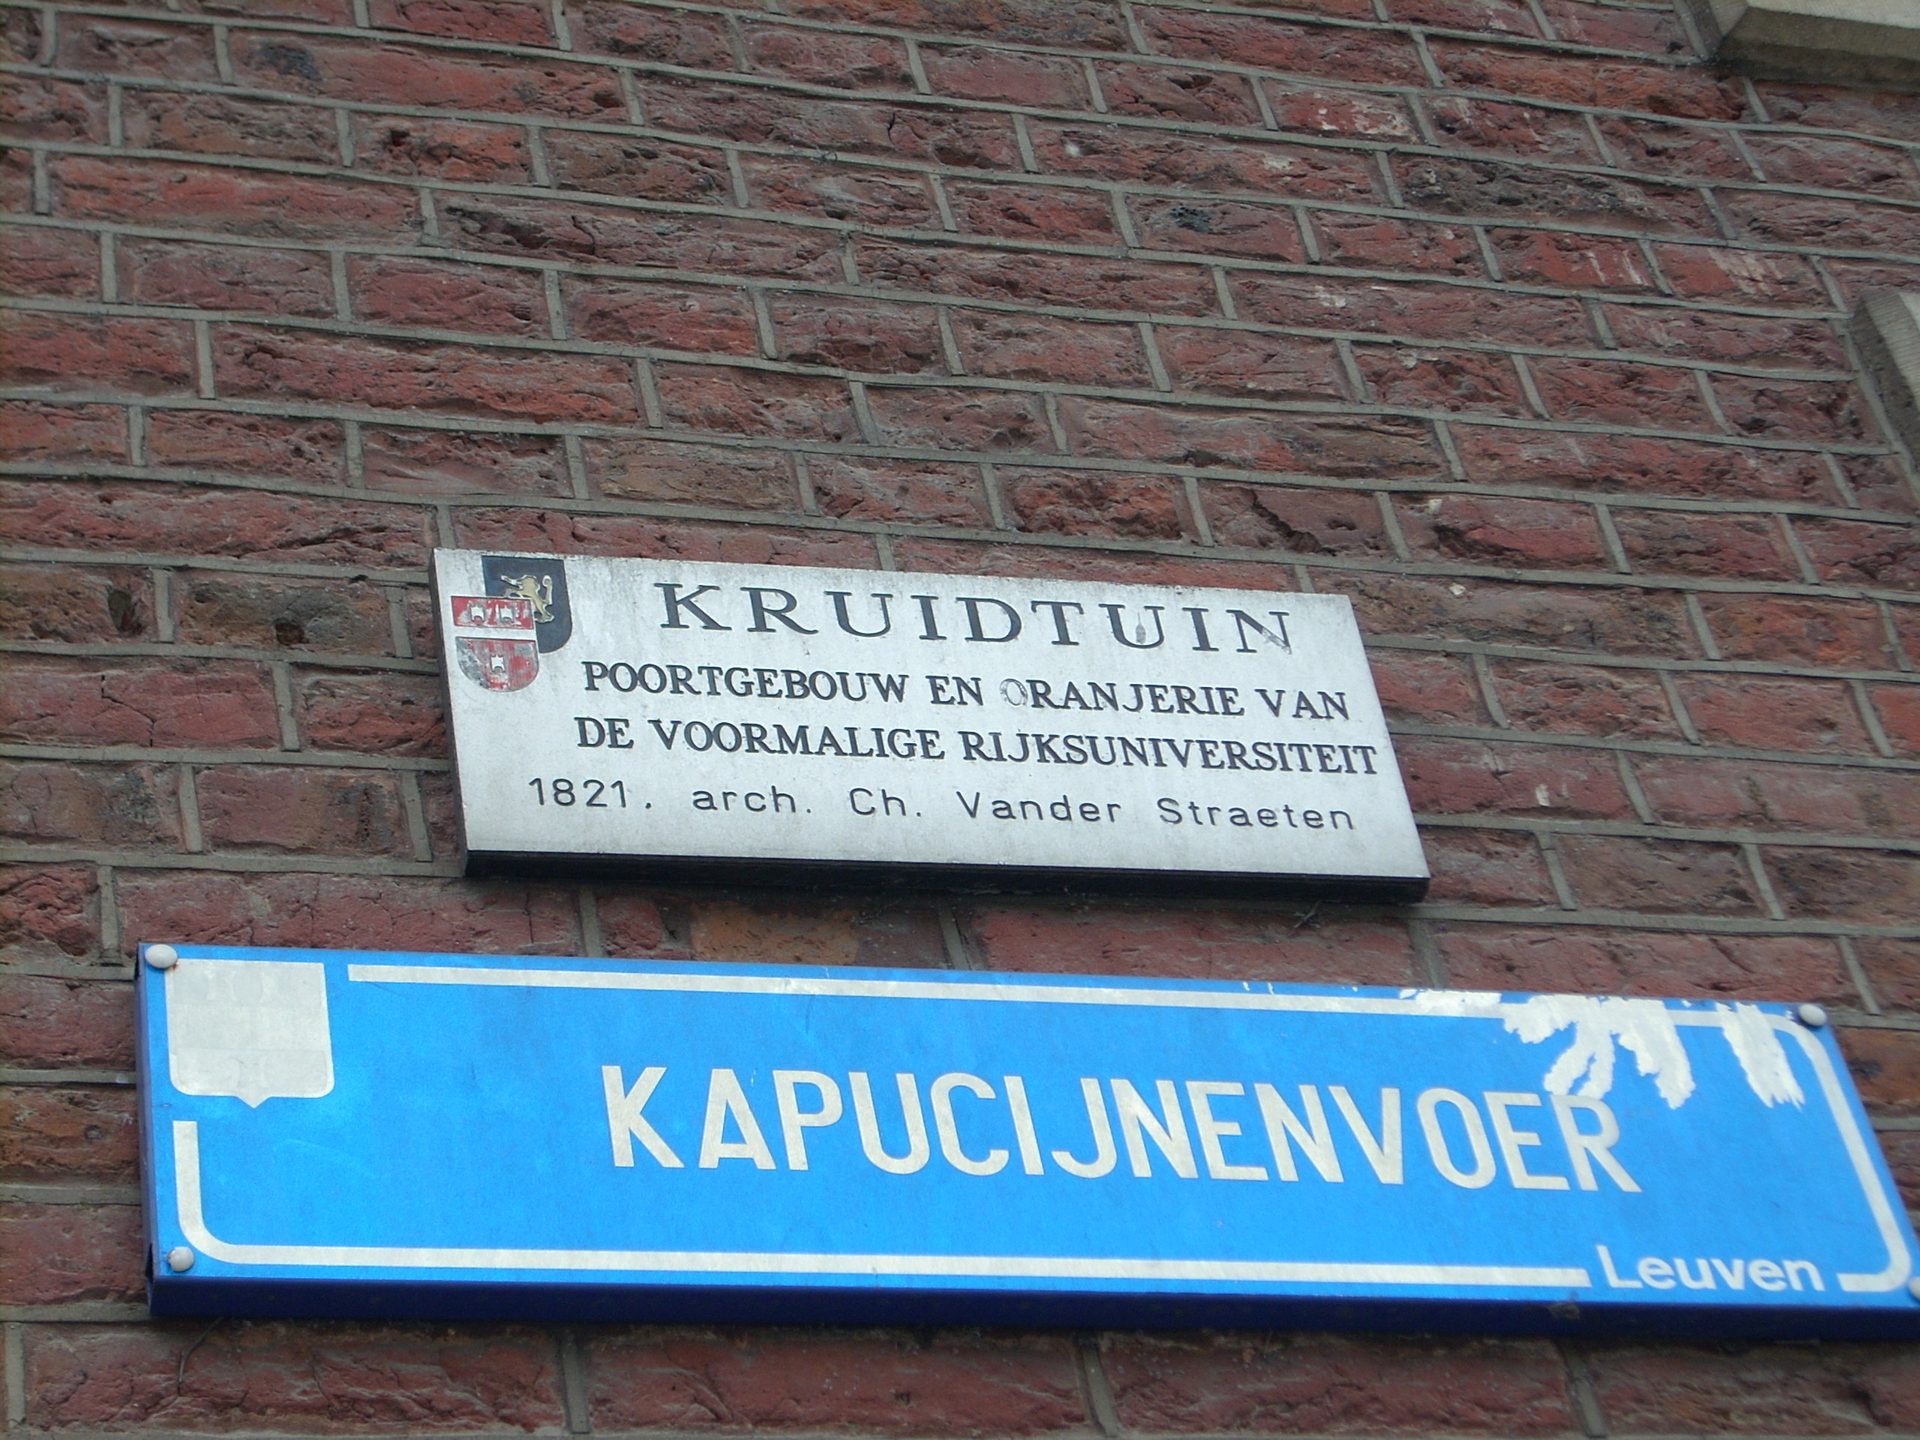 KRUIDTUIN
POORTGEBOUW EN ORANJERIE VAN
DE VOORMALIGE RIJKSUNIVERSITEIT
1821. arch. Ch. Vander Straeten
KAPUCIJNENVOER
Leuven